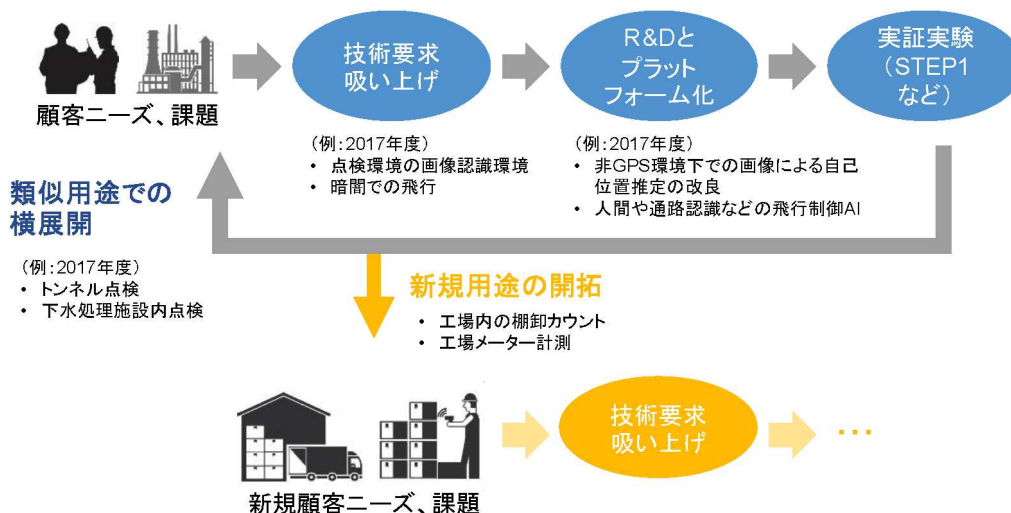 顧客ニーズ、課題
技術要求
吸い上げ
R&Dと
プラット
フォーム化
実証実験
（STEP1
など）
（例：2017年度）
• 点検環境の画像認識環境
• 暗闇での飛行
（例：2017年度）
• 非GPS環境下での画像による自己
位置推定の改良
• 人間や通路認識などの飛行制御AI
類似用途での
横展開
（例：2017年度）
• トンネル点検
• 下水処理施設内点検
新規用途の開拓
• 工場内の棚卸カウント
• 工場メーター計測
新規顧客ニーズ、課題
技術要求
吸い上げ
…